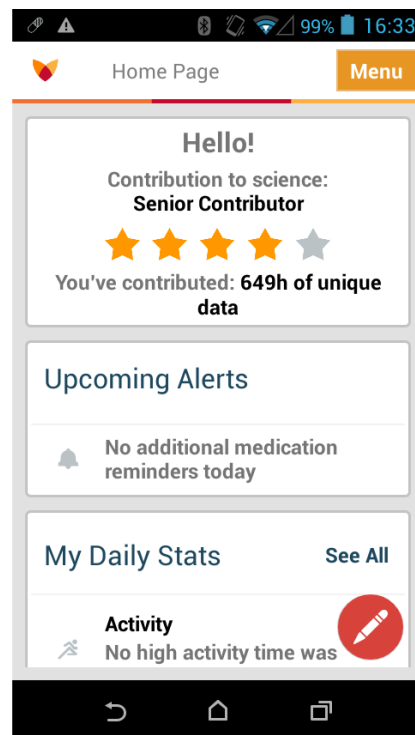 99% 16:33
Home Page Menu
Hello!
Contribution to science:
Senior Contributor
You've contributed: 649h of unique
data
Upcoming Alerts
No additional medication
reminders today
My Daily Stats See All
Activity
No high activity time was